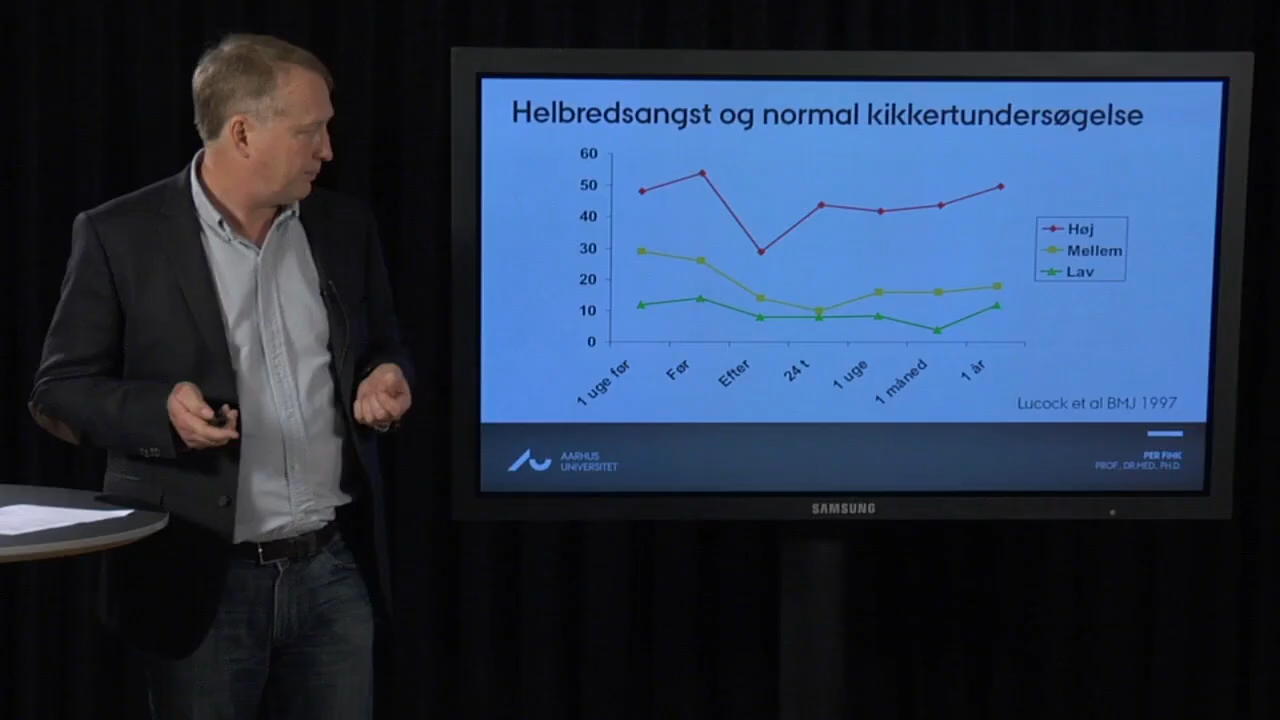 Helbredsangst og normal kikkertundersøgelse
60
50
40
30
20
10
0
1 uge før
Før
Efter
24 t
1 uge
1 måned
1 år
Høj
Mellem
Lav
Lucock et al BMJ 1997
AARHUS
UNIVERSITET
PER FINK
PROF., DR.MED., PH.D.
SAMSUNG